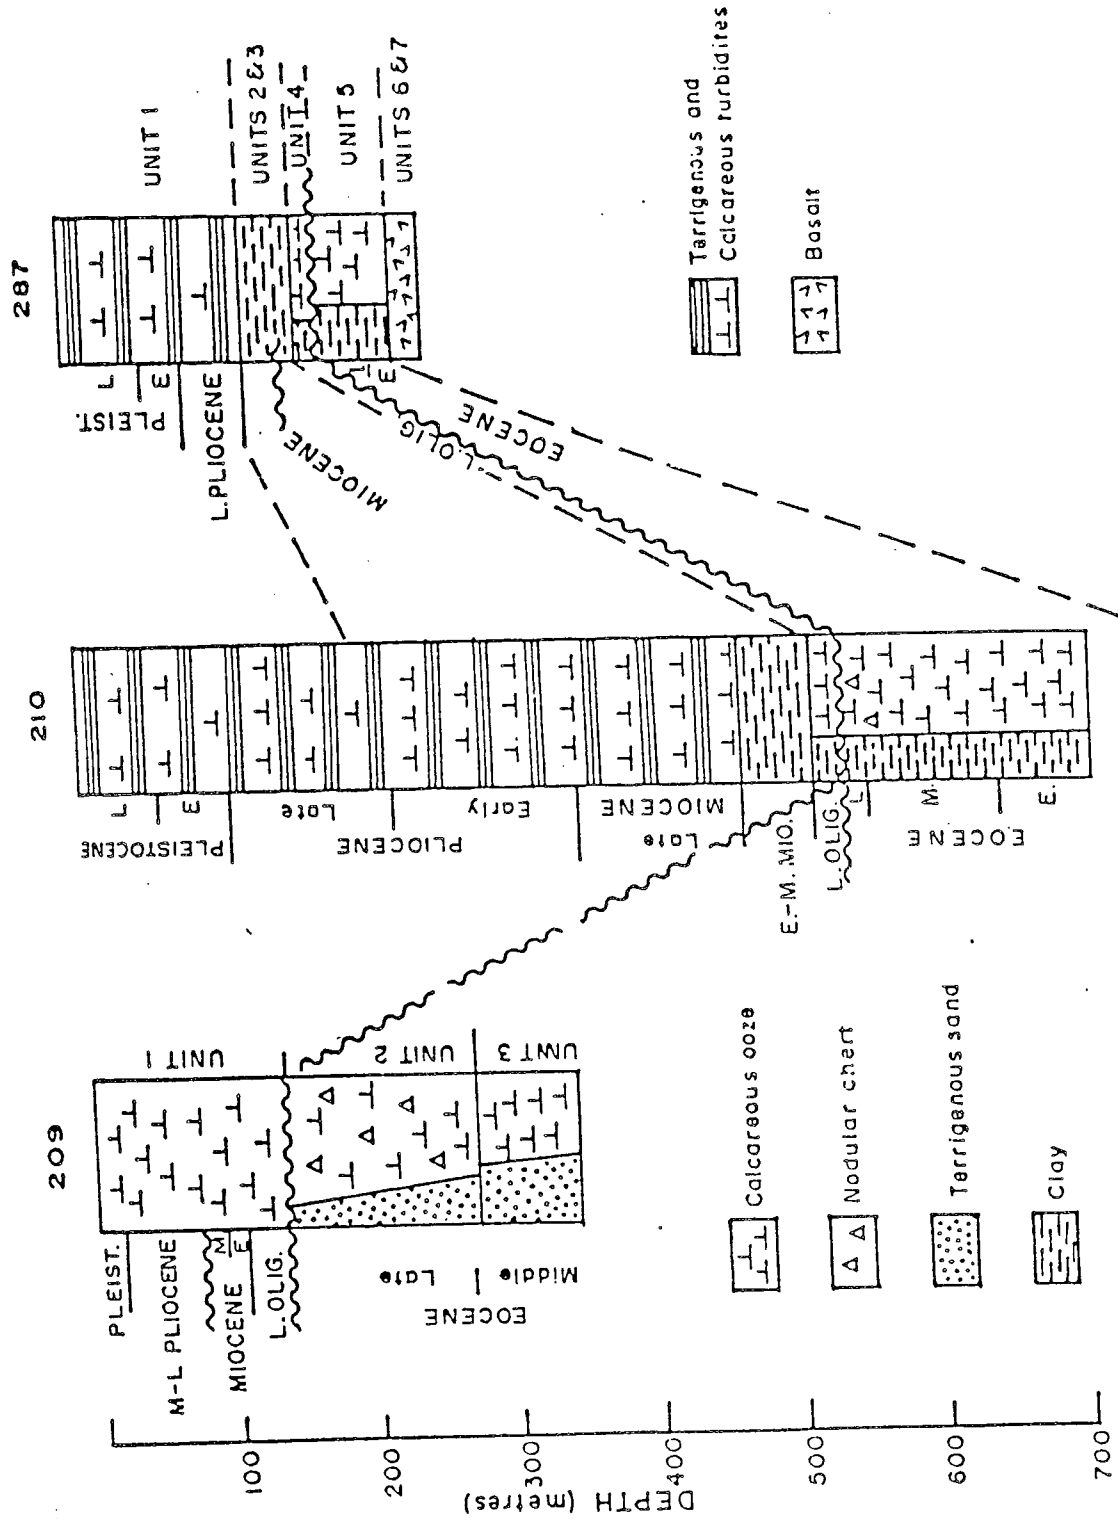 209
210
287
PLEIST.
M-L PLIOCENE
MIOCENE
M
E
L.OLIG.
Late
Middle
EOCENE
UNIT 1
UNIT 2
UNIT 3
L
E
PLEISTOCENE
Late
Early
PLIOCENE
Late
MIOCENE
E.-M. MIO.
L.OLIG.
L
M.
E.
EOCENE
L
E
PLEIST.
L.PLIOCENE
MIOCENE
L.OLIG.
EOCENE
L
E
UNIT 1
UNITS 2 & 3
UNIT 4
UNIT 5
UNITS 6 & 7
DEPTH (metres)
100
200
300
400
500
600
700
Calcareous ooze
Nodular chert
Terrigenous sand
Clay
Terrigenous and
Calcareous turbidites
Basalt